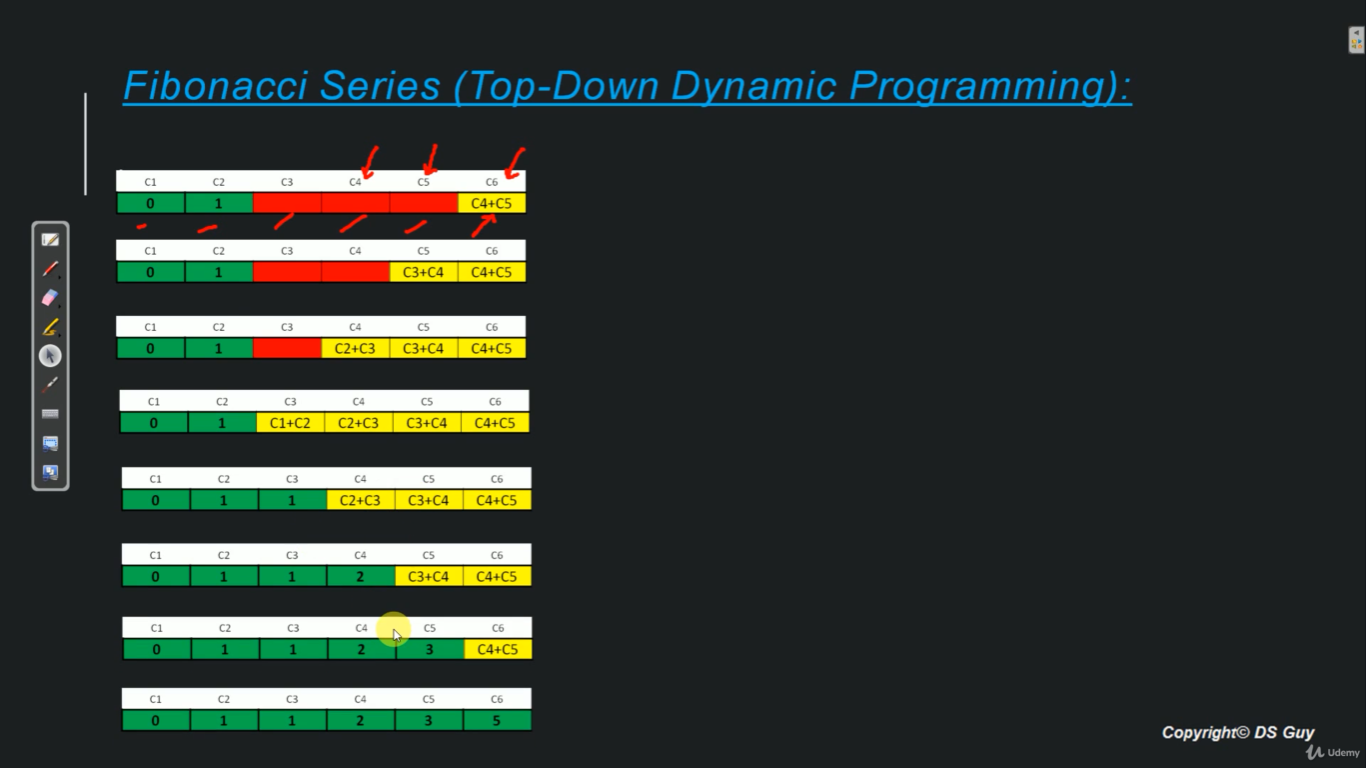 Fibonacci Series (Top-Down Dynamic Programming):
C1 C2 C3 C4 C5 C6
0 1 C4+C5
C1 C2 C3 C4 C5 C6
0 1 C3+C4 C4+C5
C1 C2 C3 C4 C5 C6
0 1 C2+C3 C3+C4 C4+C5
C1 C2 C3 C4 C5 C6
0 1 C1+C2 C2+C3 C3+C4 C4+C5
C1 C2 C3 C4 C5 C6
0 1 1 C2+C3 C3+C4 C4+C5
C1 C2 C3 C4 C5 C6
0 1 1 2 C3+C4 C4+C5
C1 C2 C3 C4 C5 C6
0 1 1 2 3 C4+C5
C1 C2 C3 C4 C5 C6
0 1 1 2 3 5
Copyright© DS Guy
Udemy